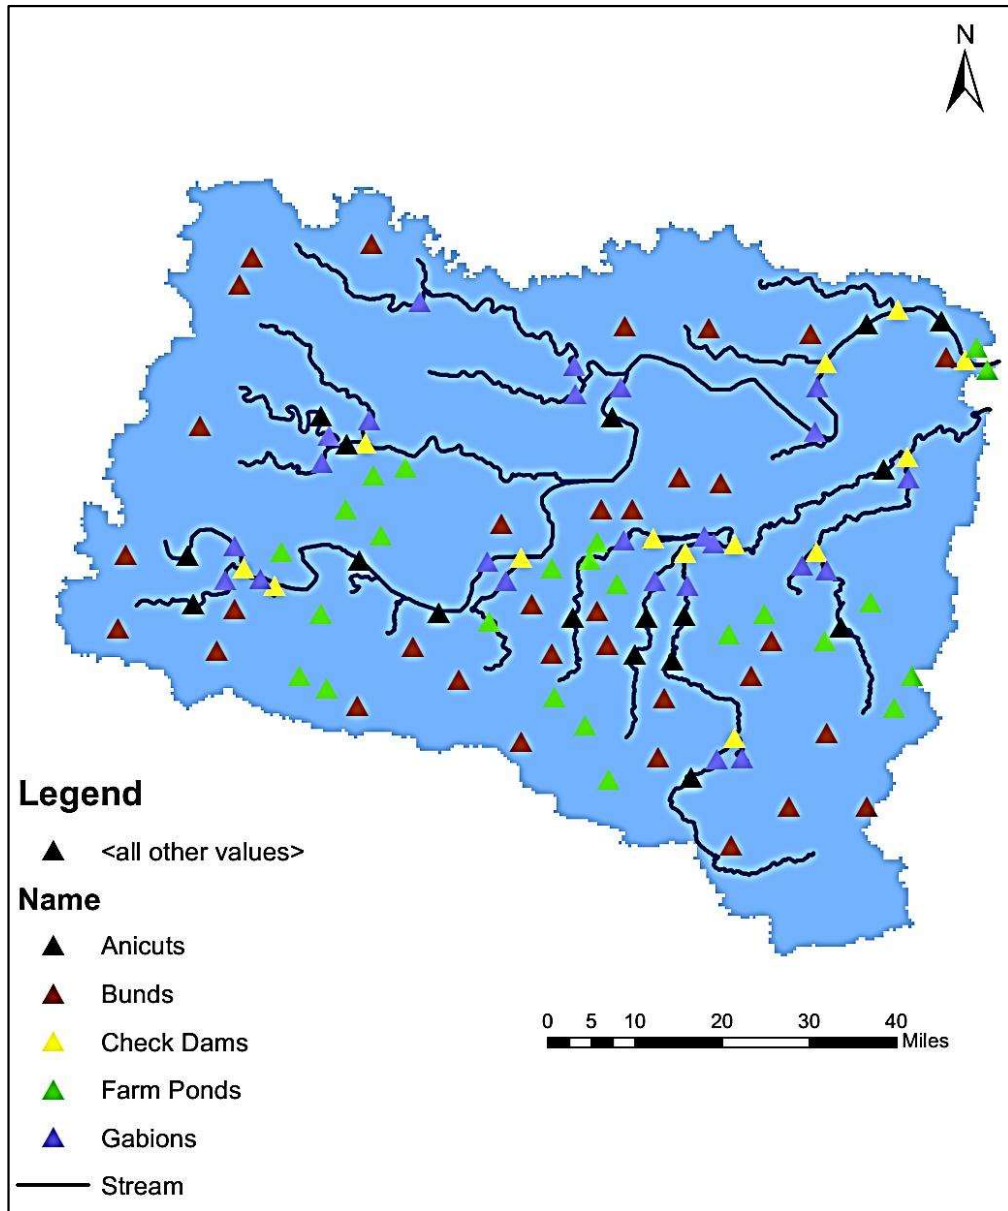 N
Legend
<all other values>
Name
Anicuts
Bunds
Check Dams
Farm Ponds
Gabions
Stream
0 5 10 20 30 40
Miles